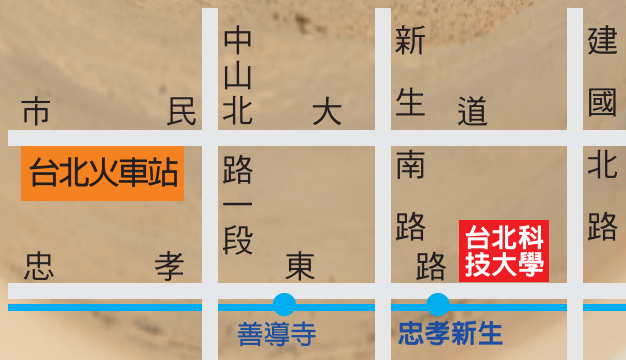 市民大道
中山北路一段
新生南路
建國北路
台北火車站
忠孝東路
台北科
技大學
善導寺
忠孝新生